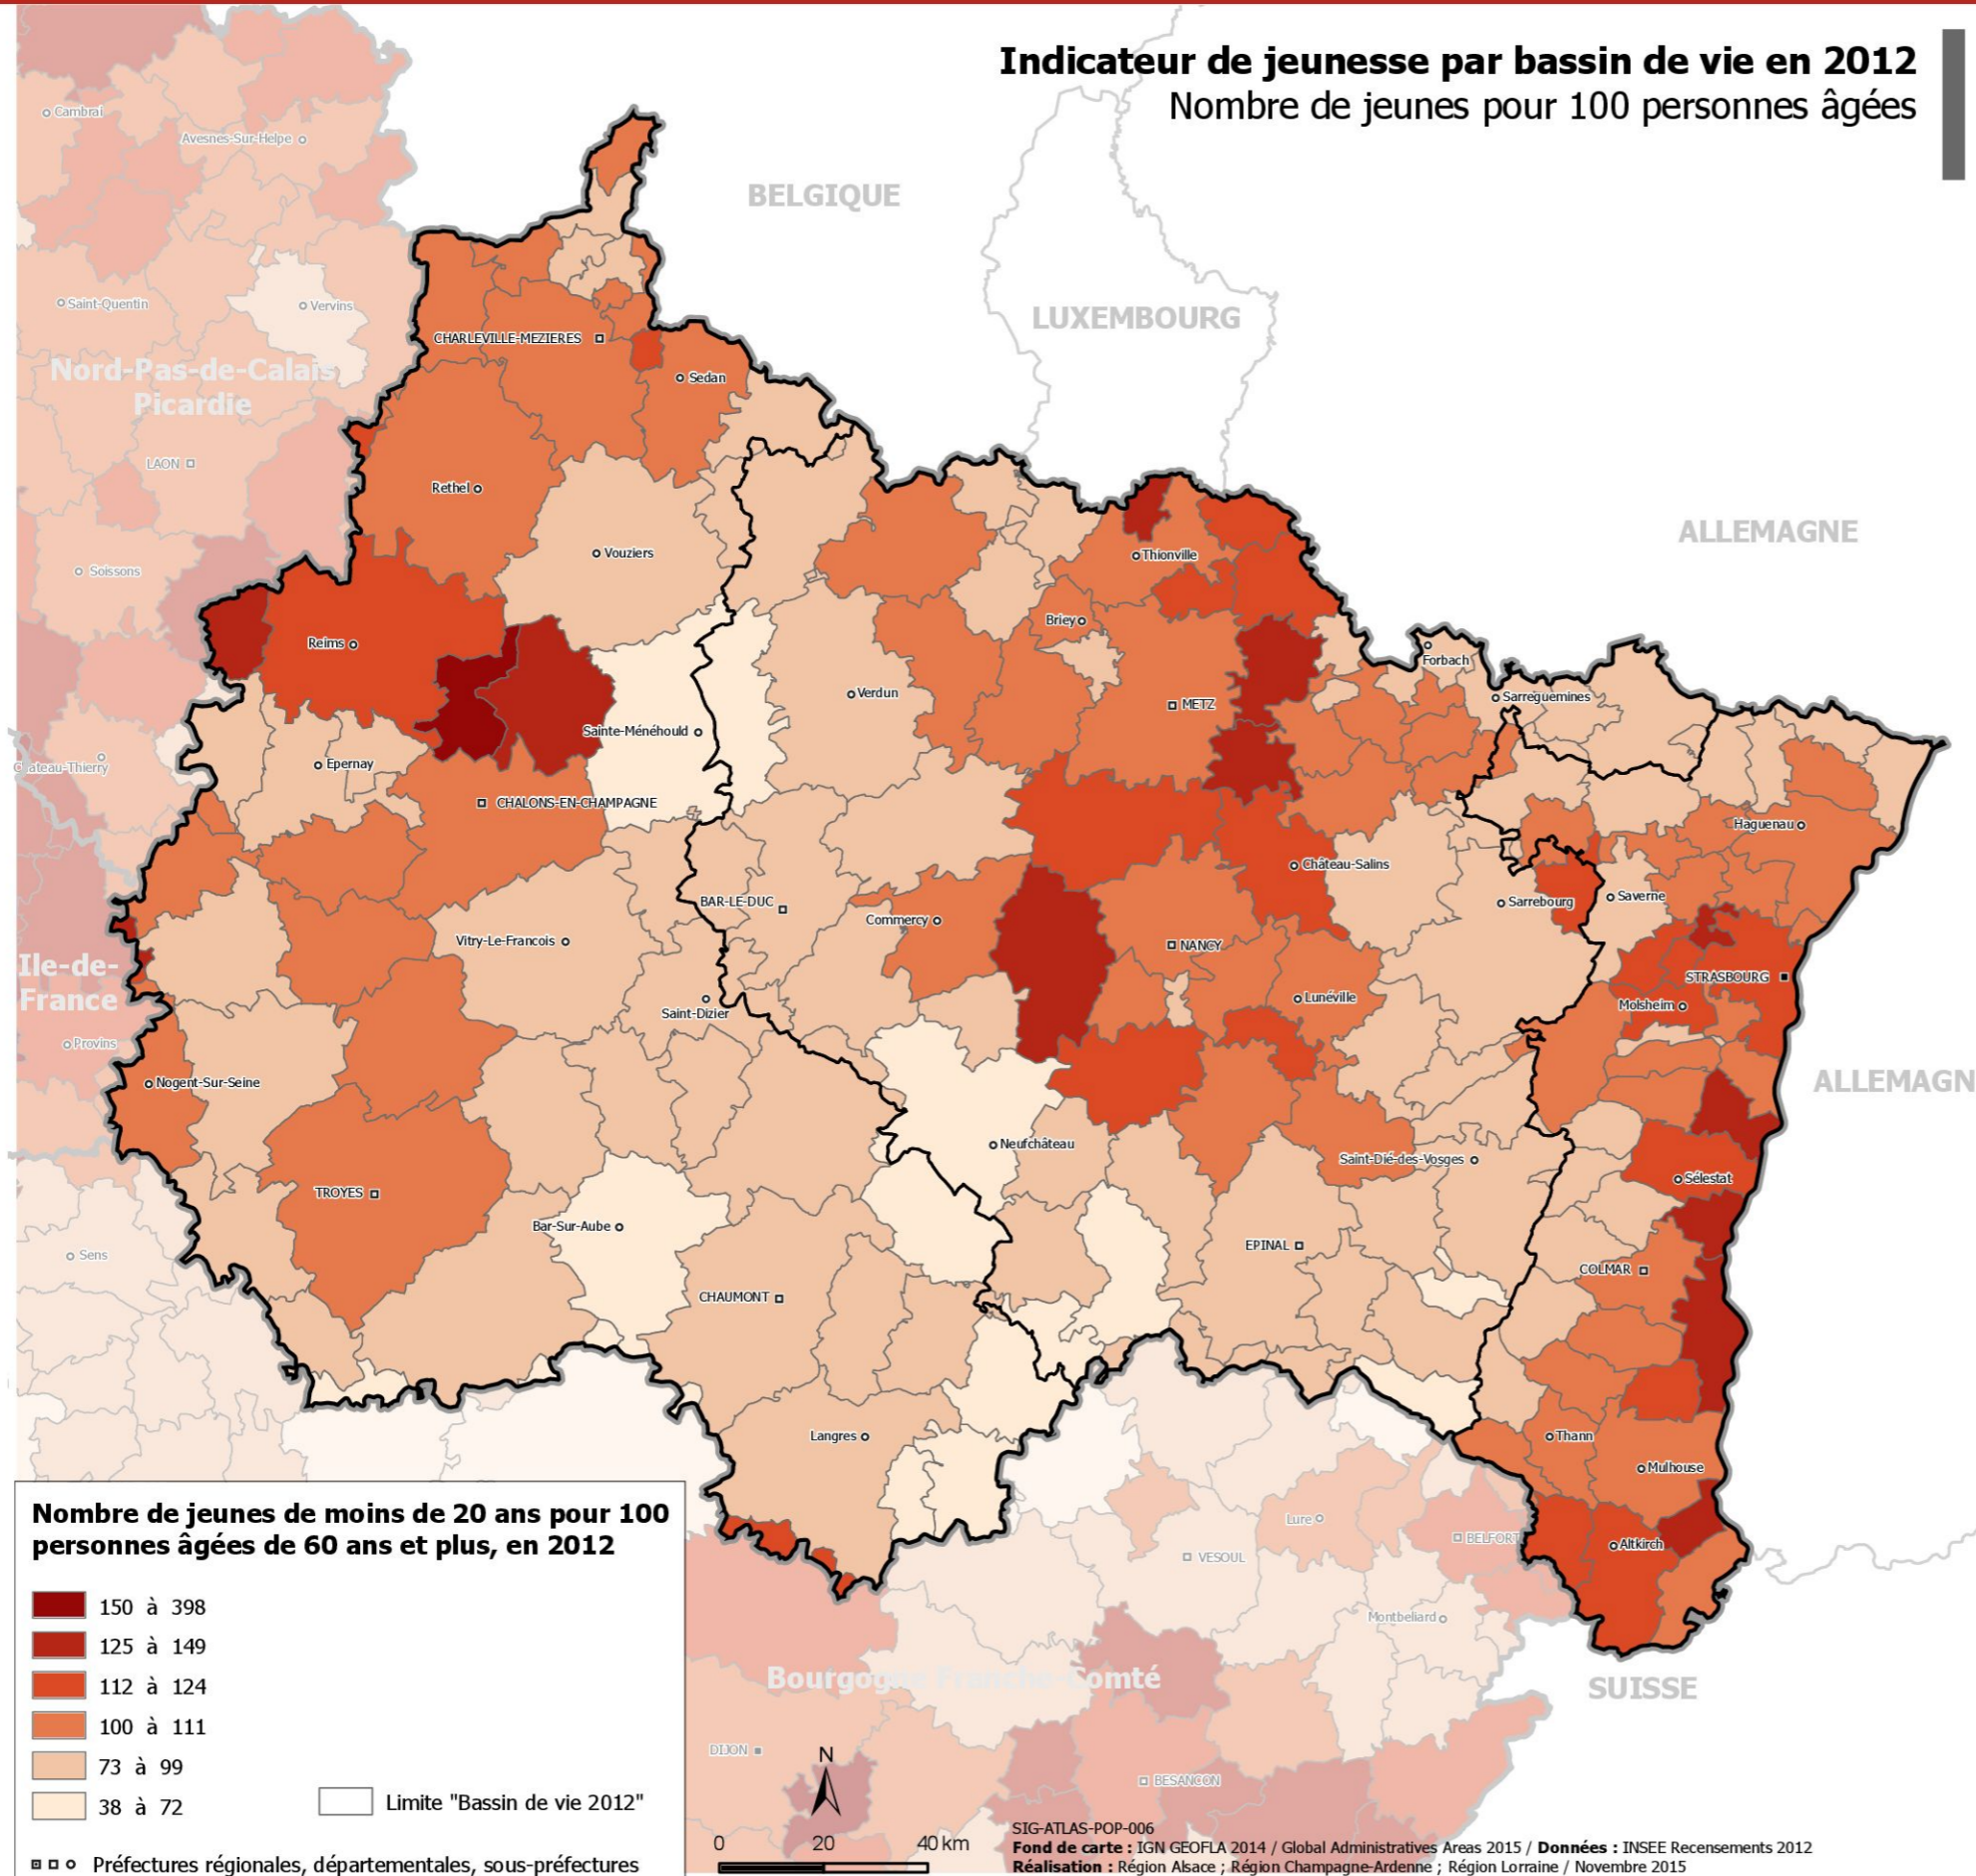 Indicateur de jeunesse par bassin de vie en 2012
Nombre de jeunes pour 100 personnes âgées
Cambrai
Avesnes-Sur-Helpe
BELGIQUE
Saint-Quentin
Vervins
LUXEMBOURG
CHARLEVILLE-MEZIERES
Nord-Pas-de-Calais
Picardie
Sedan
LAON
Rethel
ALLEMAGNE
Vouziers
Thionville
Soissons
Briey
Reims
Forbach
Verdun
Sarreguemines
METZ
Sainte-Ménéhould
Epernay
Château-Thierry
CHALONS-EN-CHAMPAGNE
Haguenau
Château-Salins
Saverne
BAR-LE-DUC
Sarrebourg
Commercy
Vitry-Le-Francois
NANCY
Ile-de-
France
STRASBOURG
Lunéville
Molsheim
Saint-Dizier
Provins
Nogent-Sur-Seine
ALLEMAGN
Neufchâteau
Saint-Dié-des-Vosges
Sélestat
TROYES
Bar-Sur-Aube
EPINAL
Sens
COLMAR
CHAUMONT
Langres
Thann
Mulhouse
Lure
BELFORT
Altkirch
VESOUL
Montbeliard
Bourgogne Franche-Comté
SUISSE
DIJON
BESANCON
Nombre de jeunes de moins de 20 ans pour 100
personnes âgées de 60 ans et plus, en 2012
150 à 398
125 à 149
112 à 124
100 à 111
73 à 99
38 à 72
Limite "Bassin de vie 2012"
Préfectures régionales, départementales, sous-préfectures
N
0 20 40 km
SIG-ATLAS-POP-006
Fond de carte : IGN GEOFLA 2014 / Global Administratives Areas 2015 / Données : INSEE Recensements 2012
Réalisation : Région Alsace ; Région Champagne-Ardenne ; Région Lorraine / Novembre 2015